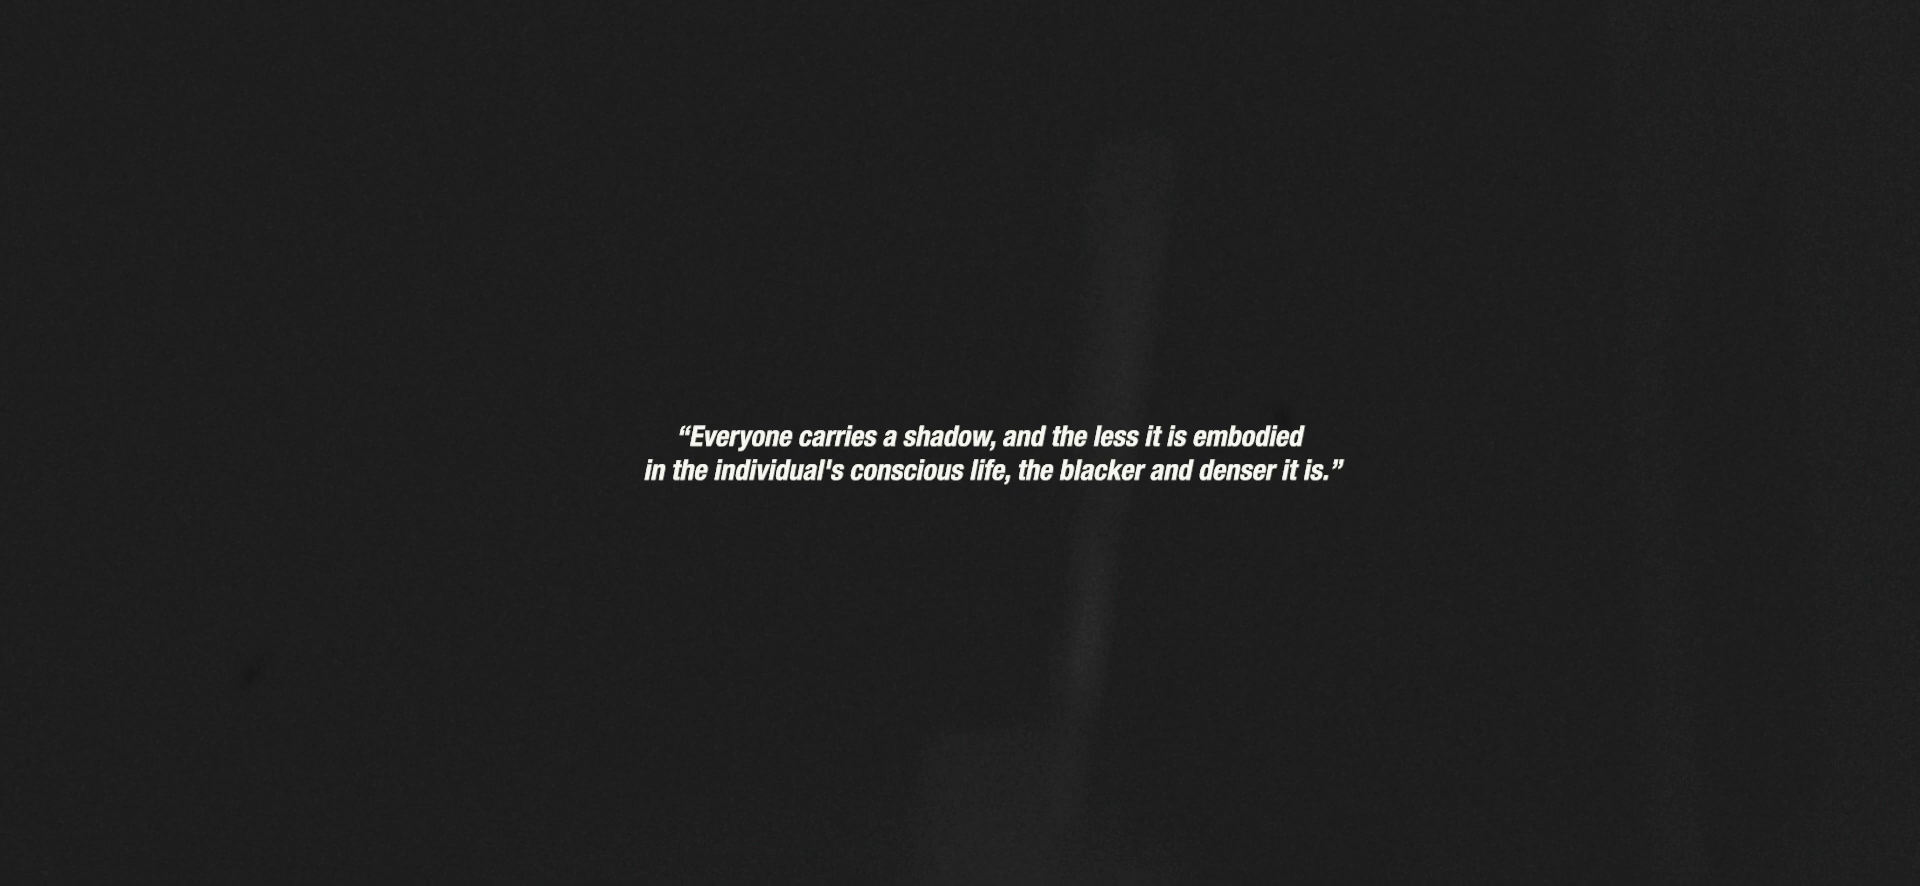 “Everyone carries a shadow, and the less it is embodied
in the individual's conscious life, the blacker and denser it is.”